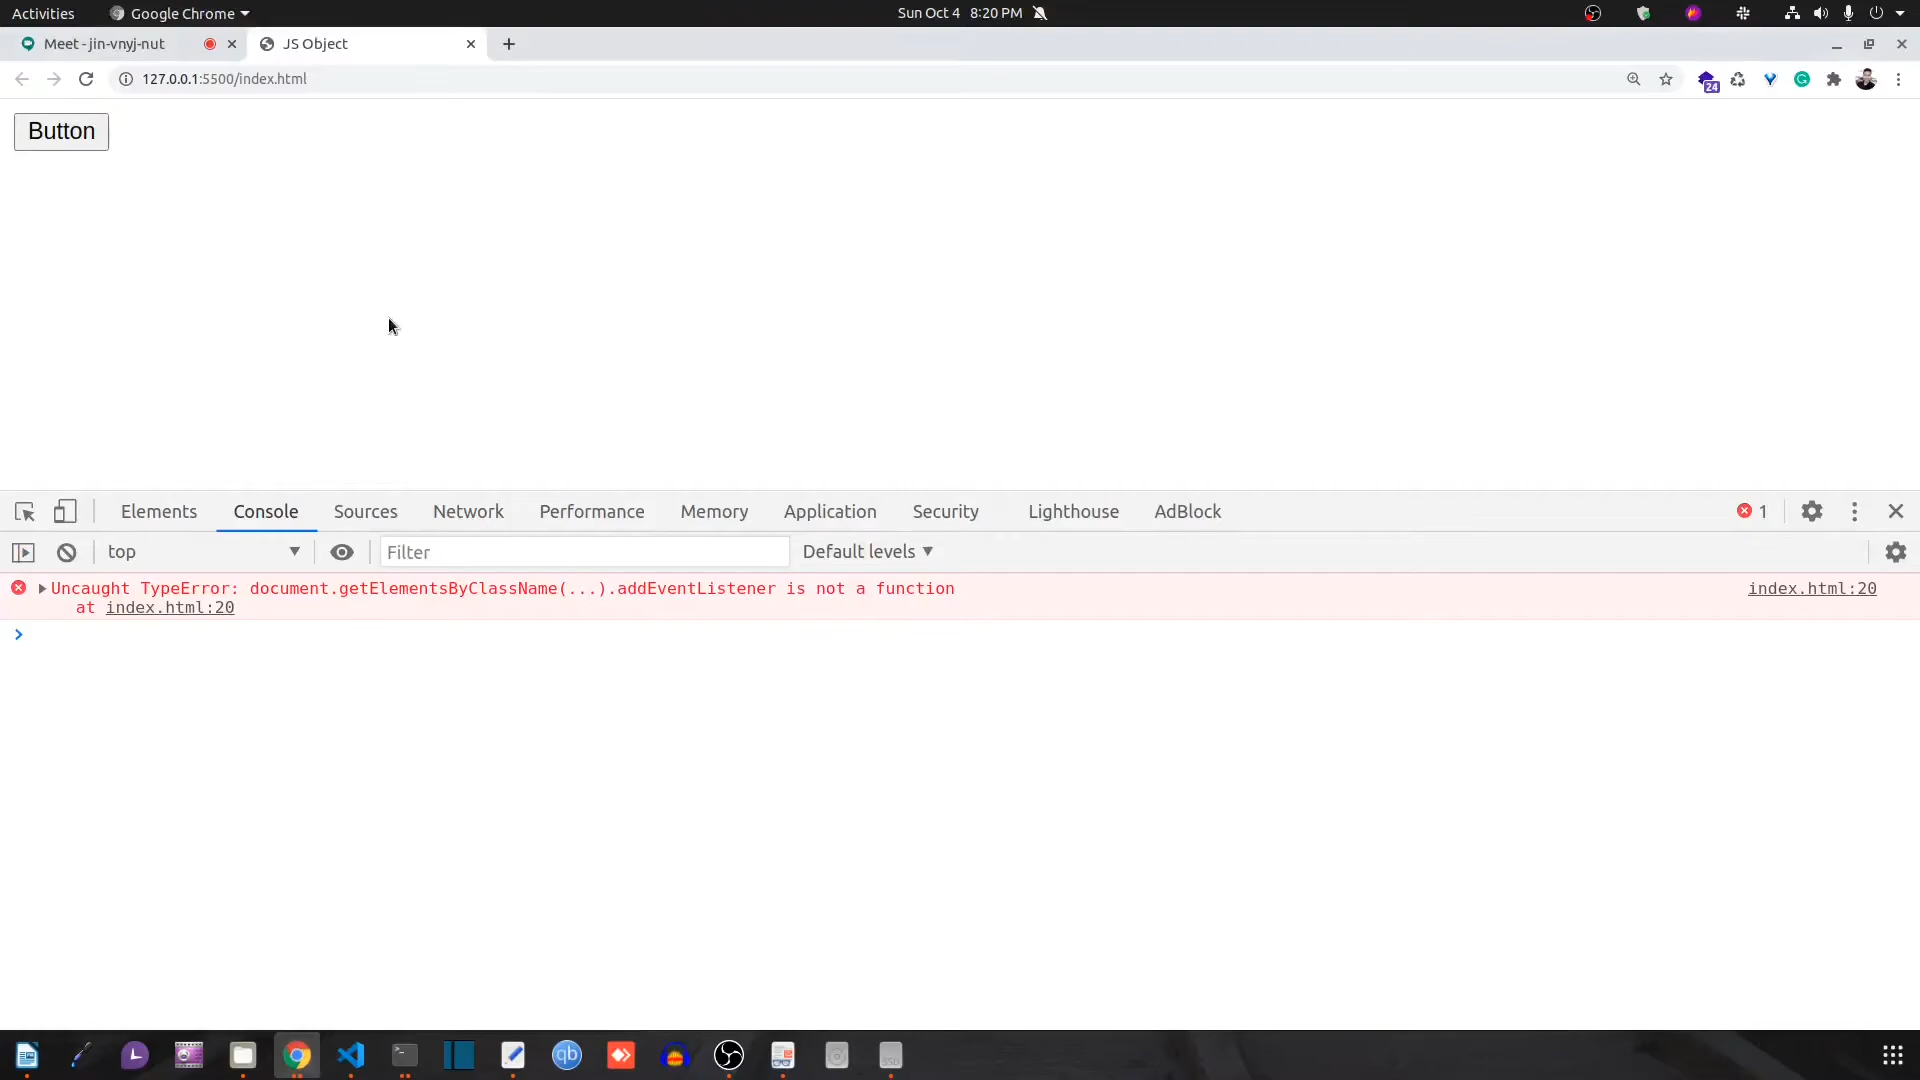 Activities Google Chrome Sun Oct 4 8:20 PM
Meet - jin-vnyj-nut JS Object
127.0.0.1:5500/index.html 24
Button
Elements Console Sources Network Performance Memory Application Security Lighthouse AdBlock 1
top Filter Default levels
Uncaught TypeError: document.getElementsByClassName(...).addEventListener is not a function index.html:20
at index.html:20
qb